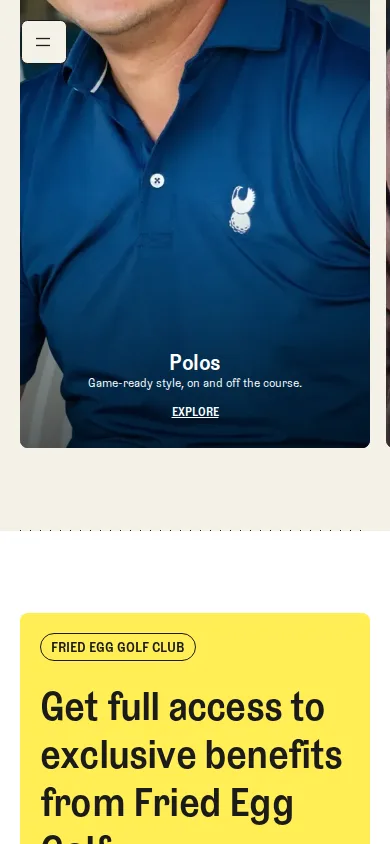 Polos
Game-ready style, on and off the course.
EXPLORE
FRIED EGG GOLF CLUB
Get full access to
exclusive benefits
from Fried Egg
Golf